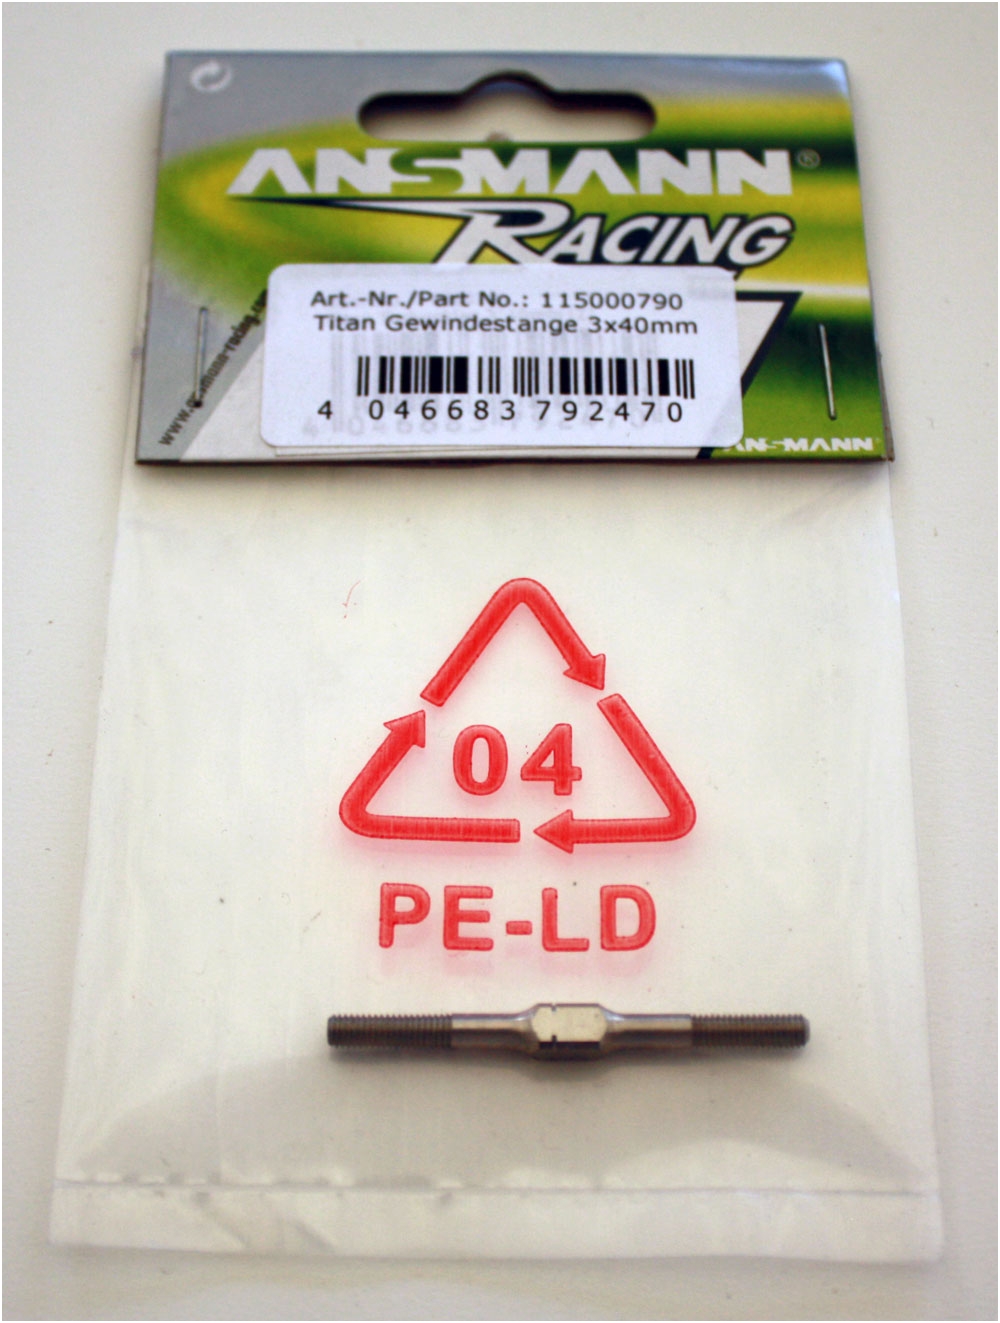 ANSMANN®
RACING
Art.-Nr./Part No.: 115000790
Titan Gewindestange 3x40mm
4 046683 792470
ANSMANN®
04
PE-LD